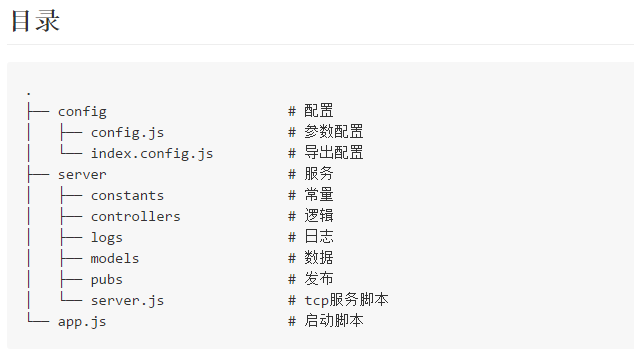 目录
.
├── config                      # 配置
│   ├── config.js               # 参数配置
│   └── index.config.js         # 导出配置
├── server                      # 服务
│   ├── constants               # 常量
│   ├── controllers             # 逻辑
│   ├── logs                    # 日志
│   ├── models                  # 数据
│   ├── pubs                    # 发布
│   └── server.js               # tcp服务脚本
└── app.js                      # 启动脚本